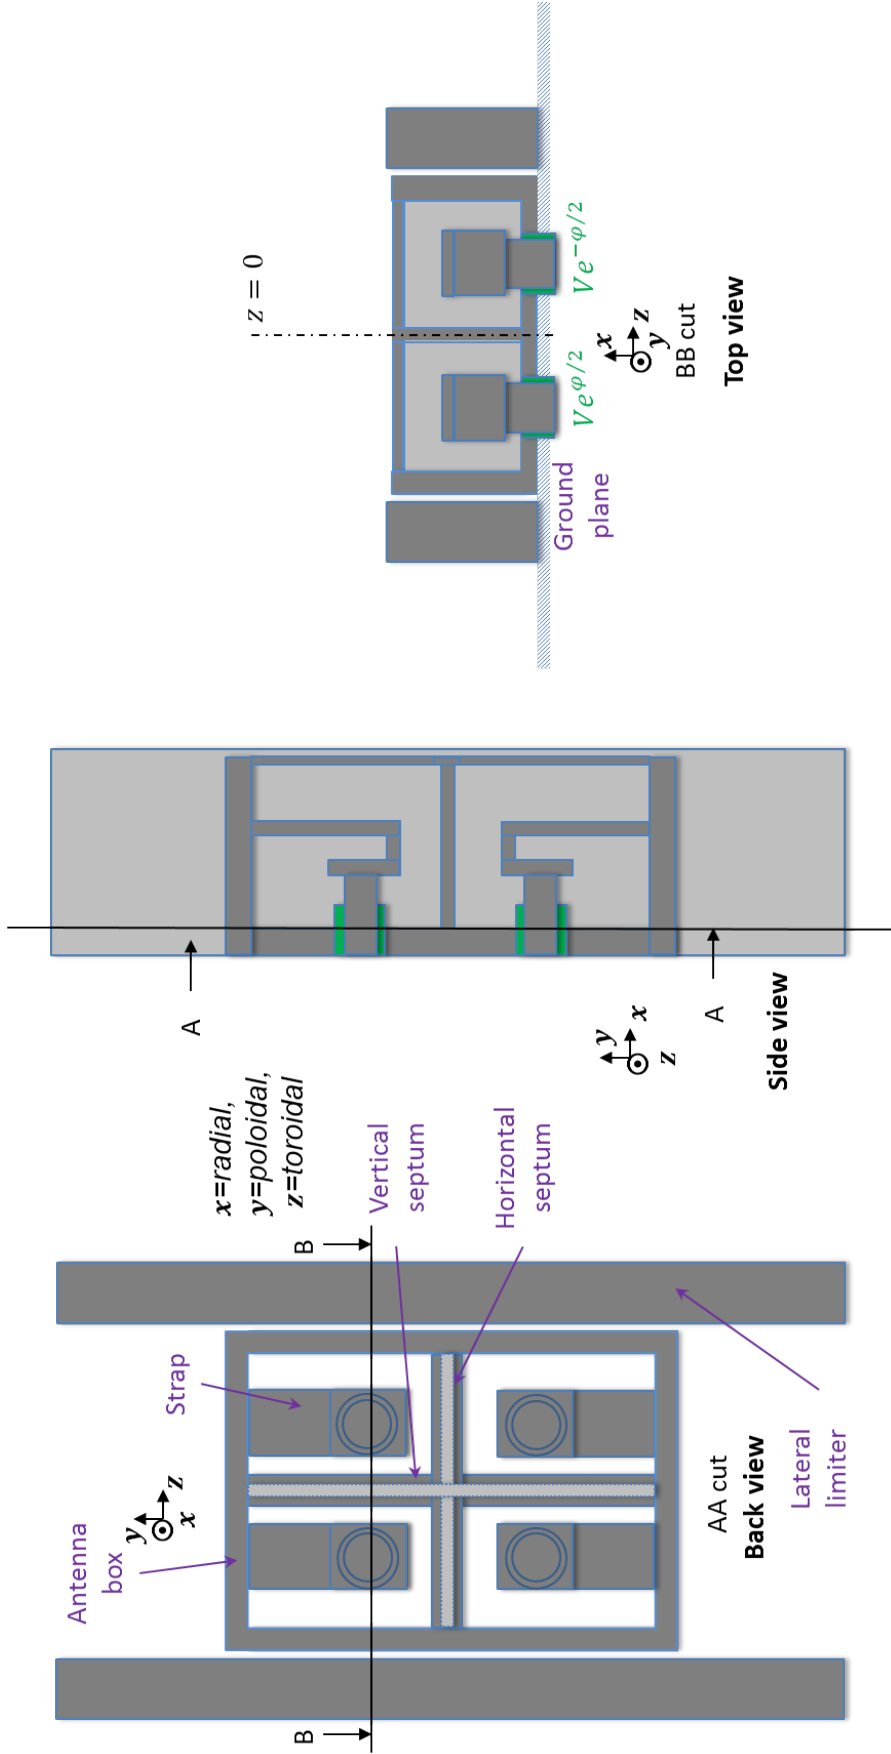 Antenna
box
y
z
x
Strap
x=radial,
y=poloidal,
z=toroidal
B
B
Vertical
septum
Horizontal
septum
AA cut
Back view
Lateral
limiter
A
A
y
x
z
Side view
z = 0
Ground
plane
Ve^{φ/2}
Ve^{−φ/2}
x
z
y
BB cut
Top view